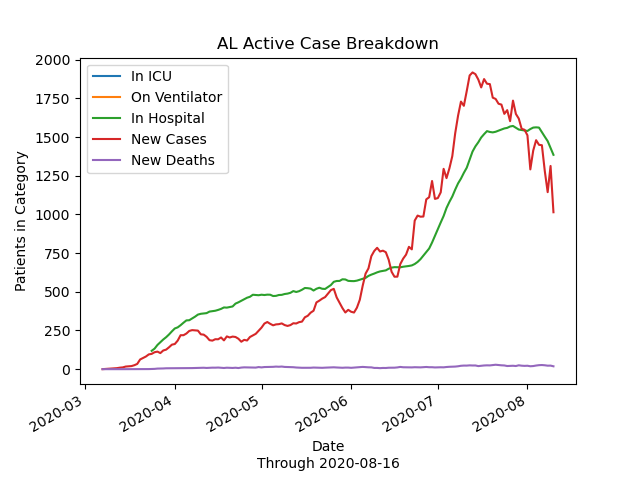 AL Active Case Breakdown
In ICU
On Ventilator
In Hospital
New Cases
New Deaths
Patients in Category
2000
1750
1500
1250
1000
750
500
250
0
2020-03
2020-04
2020-05
2020-06
2020-07
2020-08
Date
Through 2020-08-16